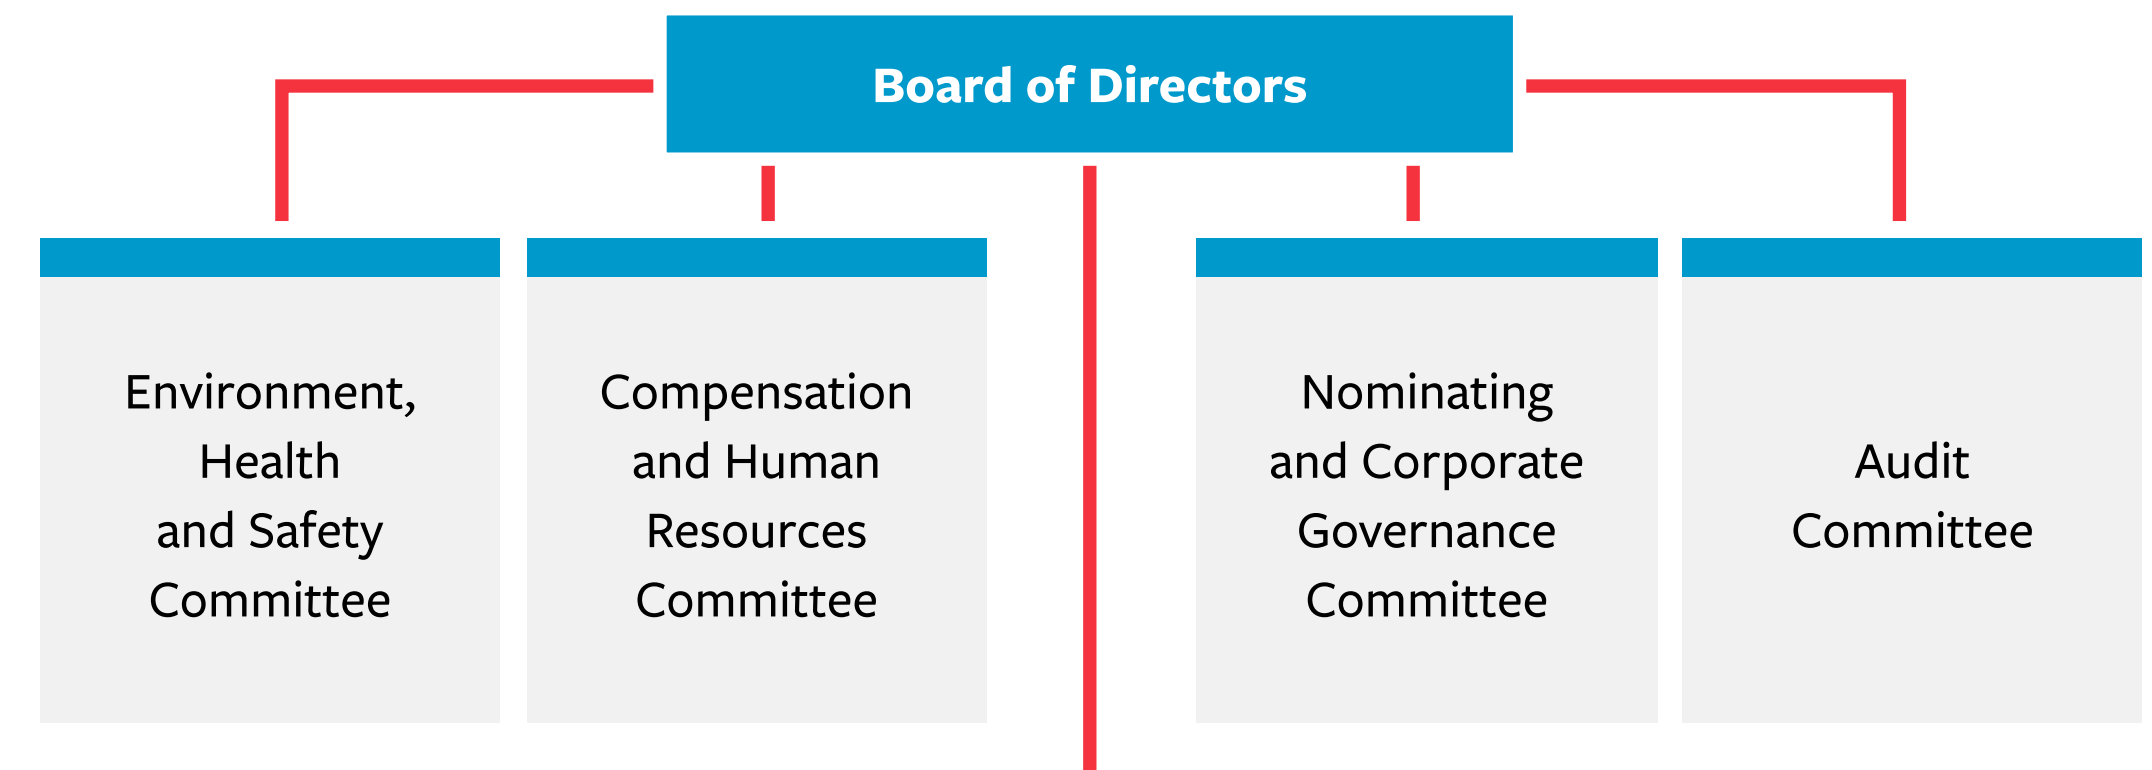 Board of Directors
Environment,
Health
and Safety
Committee
Compensation
and Human
Resources
Committee
Nominating
and Corporate
Governance
Committee
Audit
Committee